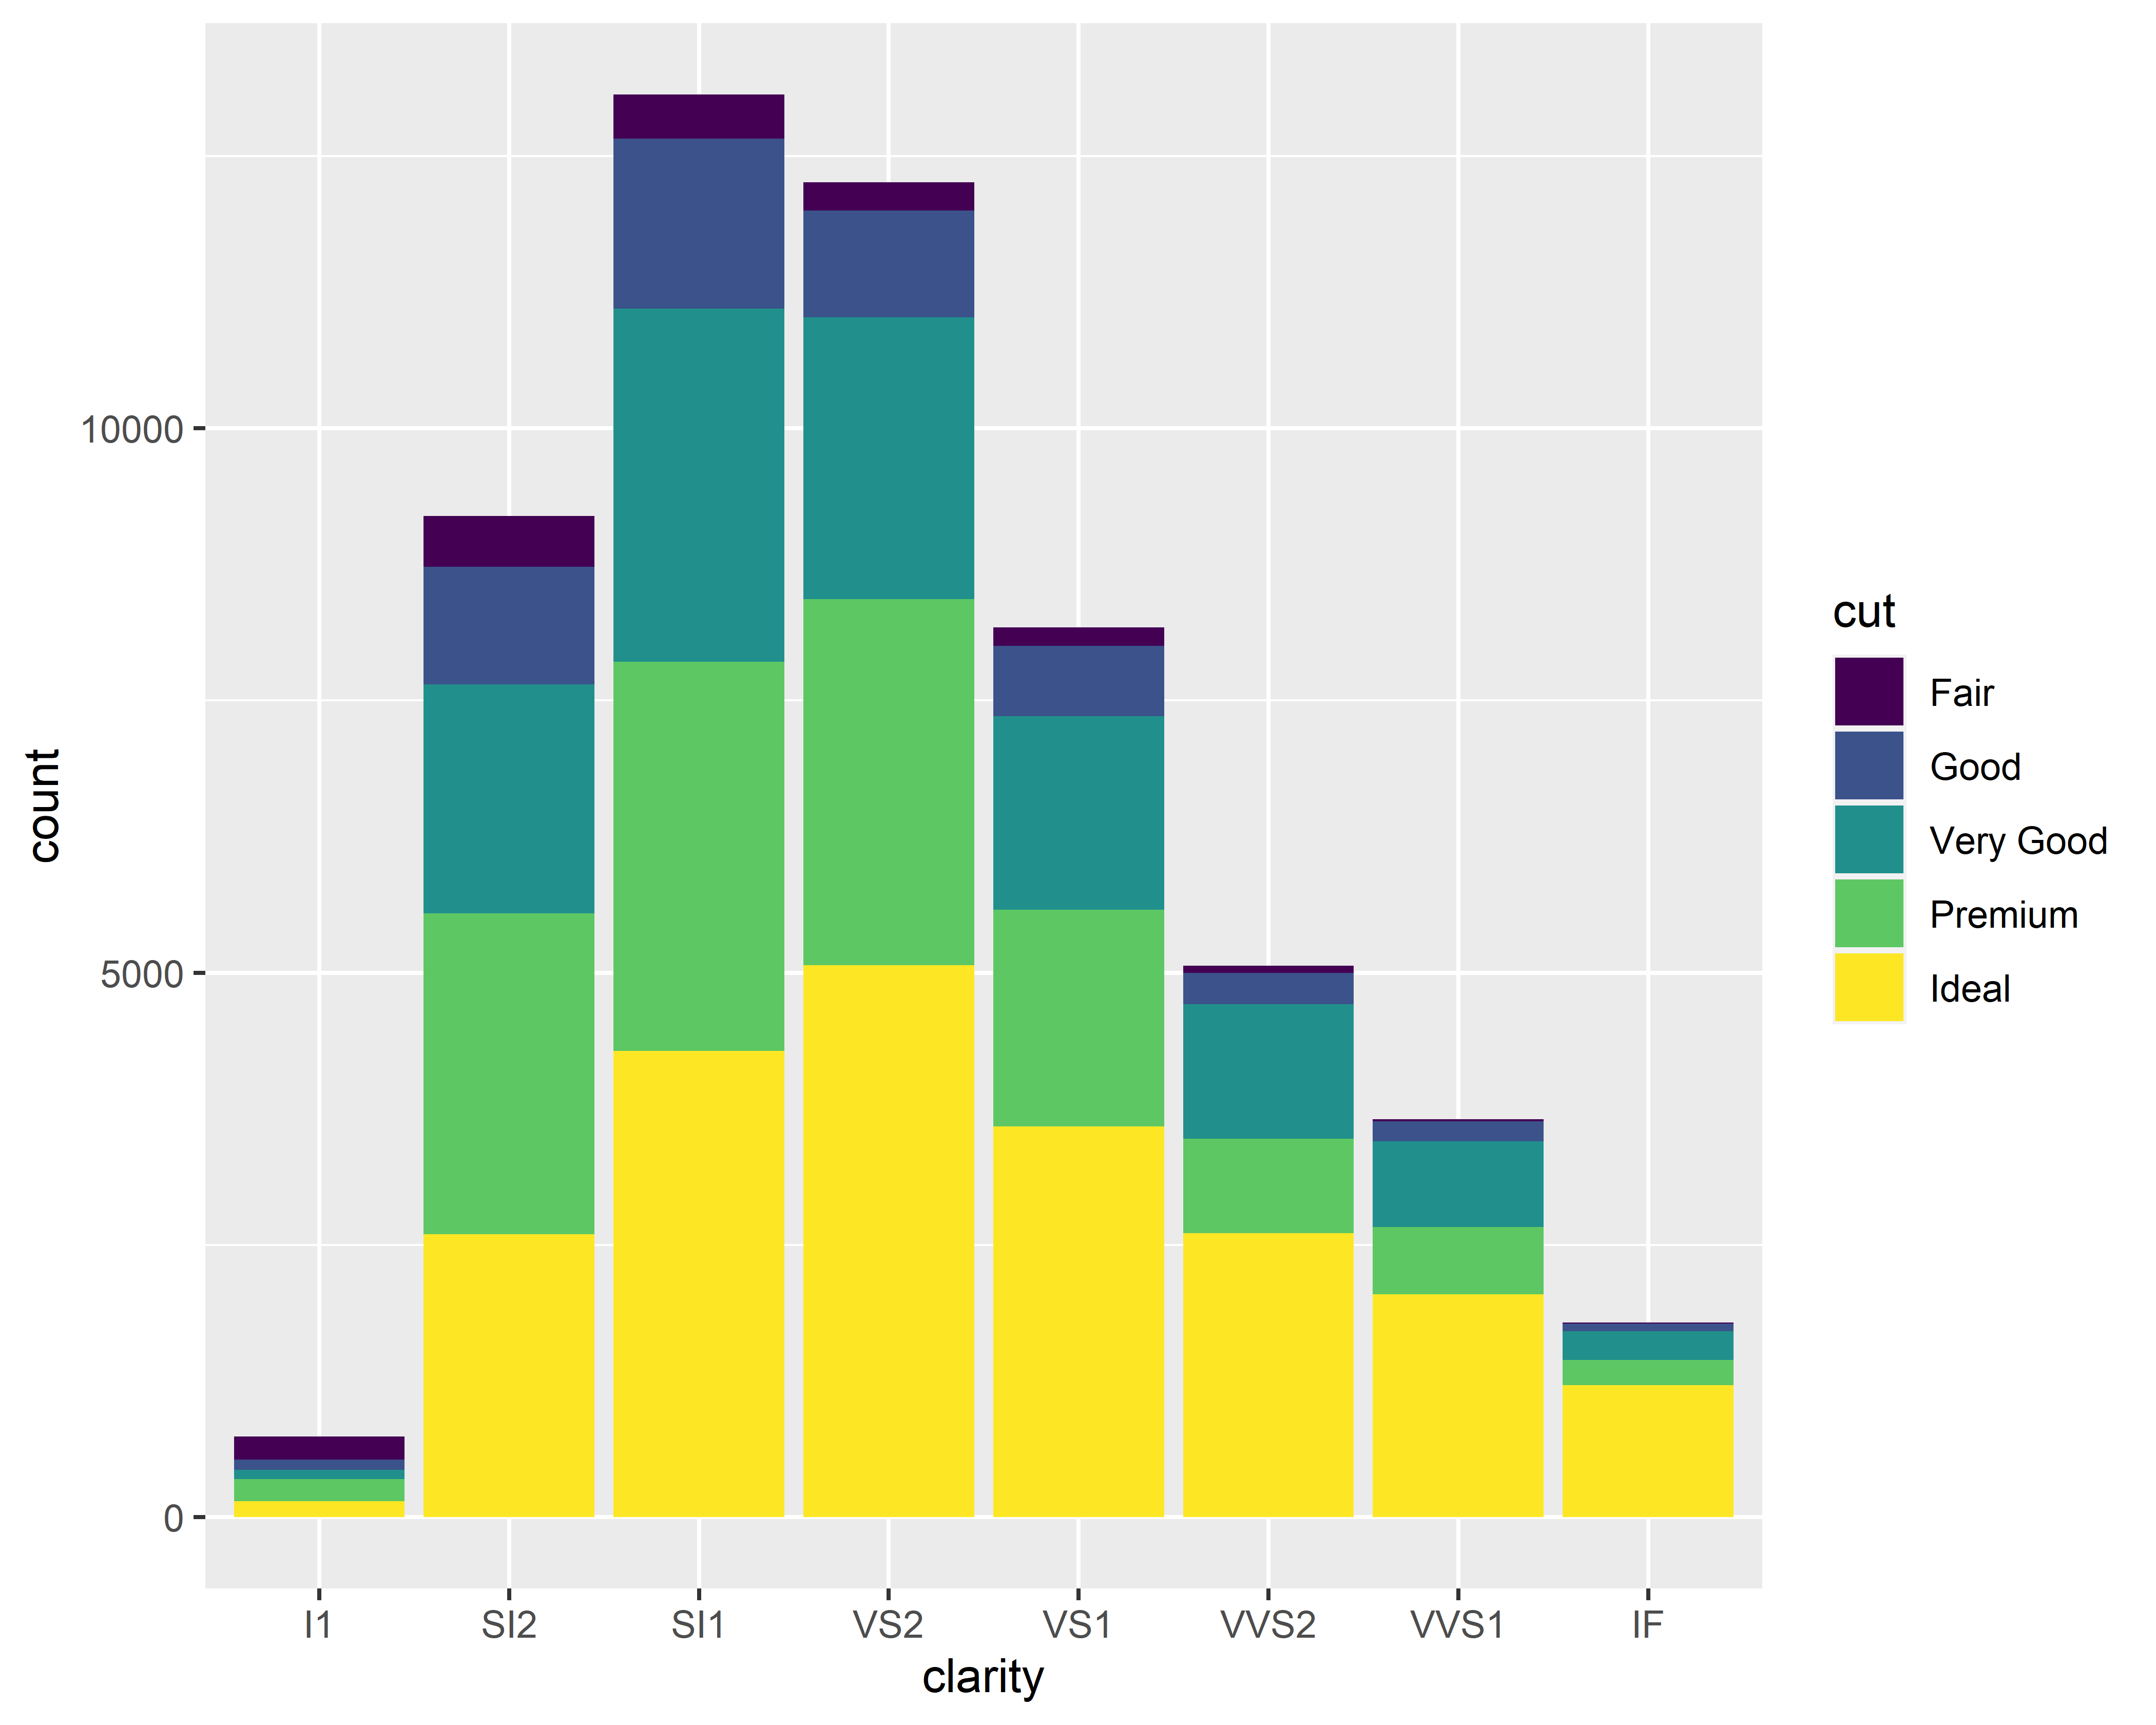 count
10000
5000
0
I1 SI2 SI1 VS2 VS1 VVS2 VVS1 IF
clarity
cut
Fair
Good
Very Good
Premium
Ideal